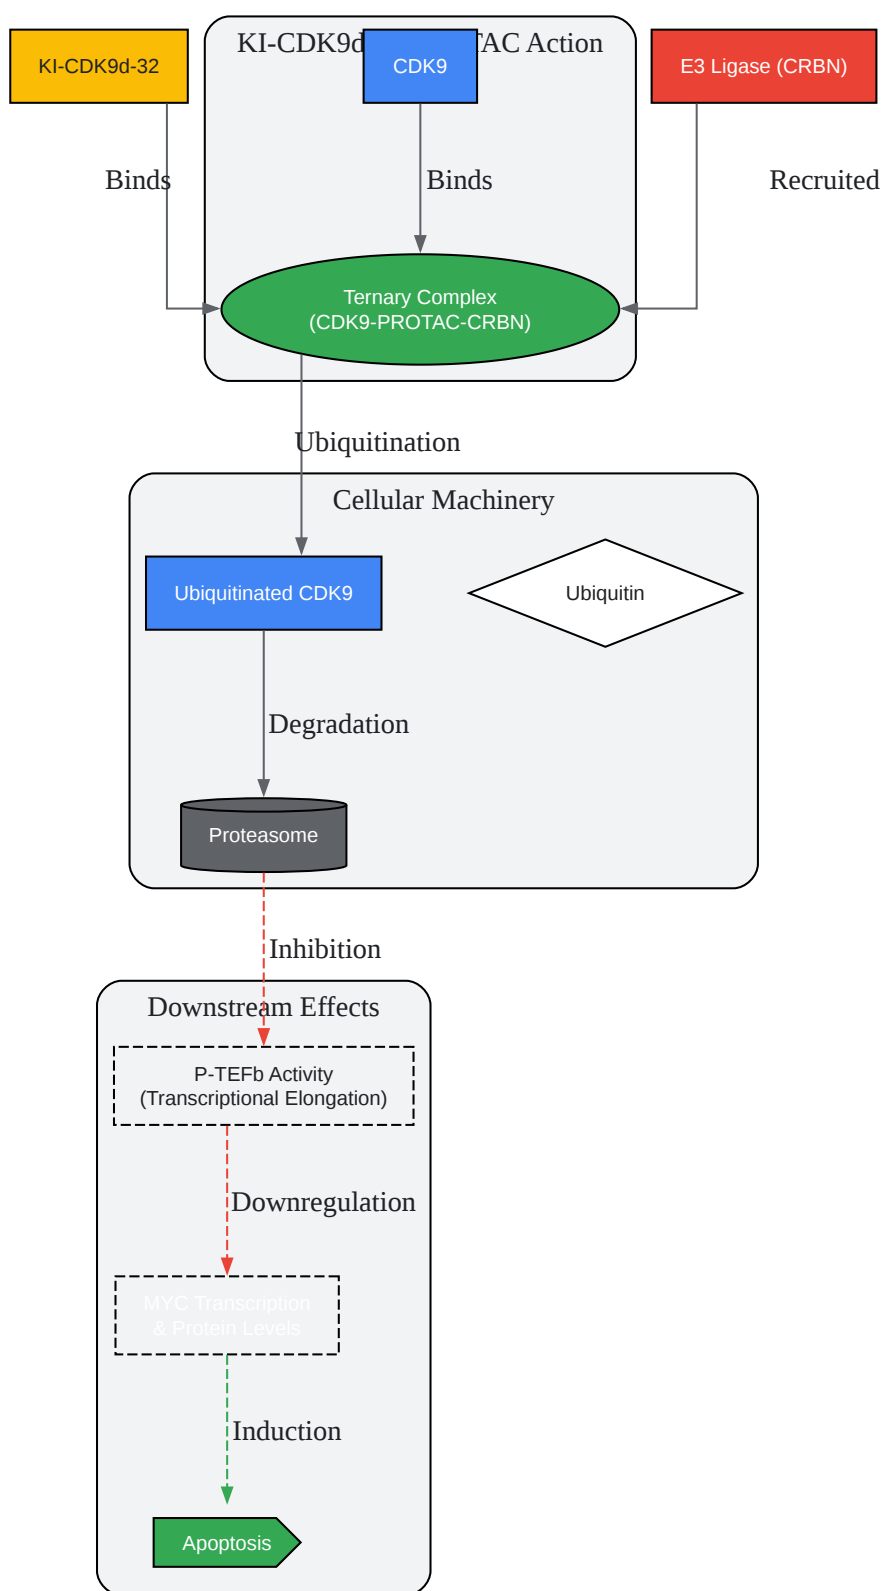 KI-CDK9d TAC Action
KI-CDK9d-32
CDK9
E3 Ligase (CRBN)
Binds
Binds
Recruited
Ternary Complex
(CDK9-PROTAC-CRBN)
Ubiquitination
Cellular Machinery
Ubiquitinated CDK9
Ubiquitin
Degradation
Proteasome
Inhibition
Downstream Effects
P-TEFb Activity
(Transcriptional Elongation)
Downregulation
MYC Transcription
& Protein Levels
Induction
Apoptosis